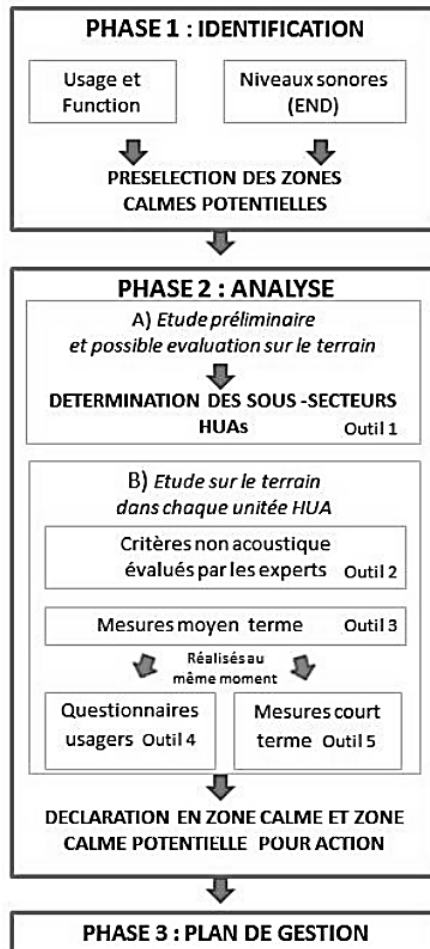 PHASE 1 : IDENTIFICATION
Usage et
Function
Niveaux sonores
(END)
PRESELECTION DES ZONES
CALMES POTENTIELLES
PHASE 2 : ANALYSE
A) Etude préliminaire
et possible evaluation sur le terrain
DETERMINATION DES SOUS -SECTEURS
HUAs Outil 1
B) Etude sur le terrain
dans chaque unitée HUA
Critères non acoustique
évalués par les experts Outil 2
Mesures moyen terme Outil 3
Réalisés au
même moment
Questionnaires
usagers Outil 4
Mesures court
terme Outil 5
DECLARATION EN ZONE CALME ET ZONE
CALME POTENTIELLE POUR ACTION
PHASE 3 : PLAN DE GESTION